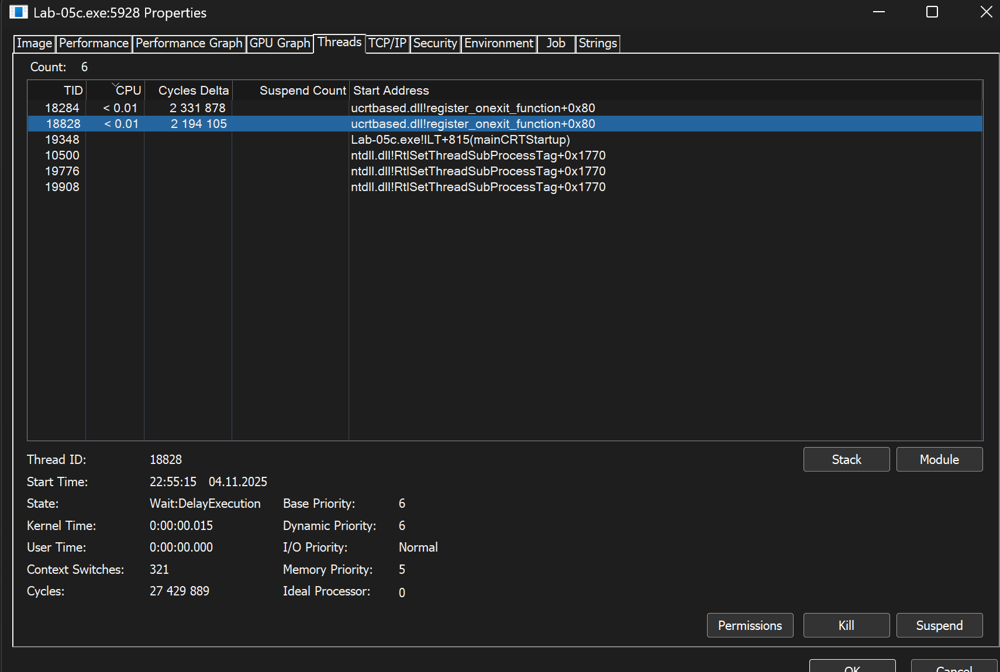 Lab-05c.exe:5928 Properties
Image Performance Performance Graph GPU Graph Threads TCP/IP Security Environment Job Strings
Count: 6
TID CPU Cycles Delta Suspend Count Start Address
18284 < 0.01 2 331 878 ucrtbased.dll!register_onexit_function+0x80
18828 < 0.01 2 194 105 ucrtbased.dll!register_onexit_function+0x80
19348 Lab-05c.exe!ILT+815(mainCRTStartup)
10500 ntdll.dll!RtlSetThreadSubProcessTag+0x1770
19776 ntdll.dll!RtlSetThreadSubProcessTag+0x1770
19908 ntdll.dll!RtlSetThreadSubProcessTag+0x1770
Thread ID: 18828 Stack Module
Start Time: 22:55:15 04.11.2025
State: Wait:DelayExecution Base Priority: 6
Kernel Time: 0:00:00.015 Dynamic Priority: 6
User Time: 0:00:00.000 I/O Priority: Normal
Context Switches: 321 Memory Priority: 5
Cycles: 27 429 889 Ideal Processor: 0
Permissions Kill Suspend
OK Cancel